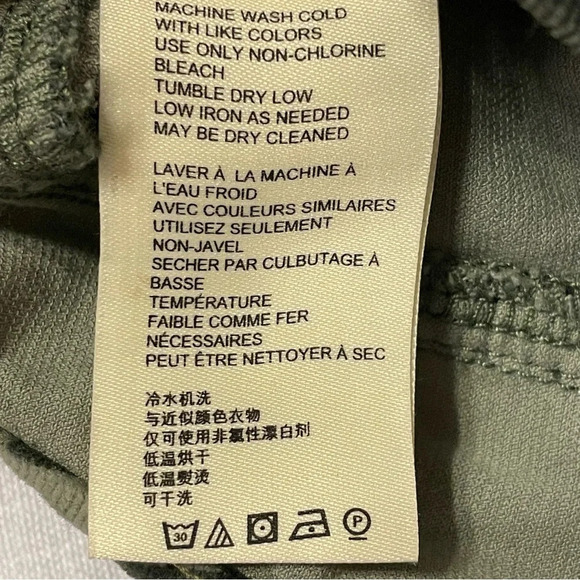 MACHINE WASH COLD
WITH LIKE COLORS
USE ONLY NON-CHLORINE
BLEACH
TUMBLE DRY LOW
LOW IRON AS NEEDED
MAY BE DRY CLEANED
LAVER À LA MACHINE À
L'EAU FROID
AVEC COULEURS SIMILAIRES
UTILISEZ SEULEMENT
NON-JAVEL
SECHER PAR CULBUTAGE À
BASSE
TEMPÉRATURE
FAIBLE COMME FER
NÉCESSAIRES
PEUT ÊTRE NETTOYER À SEC
冷水机洗
与近似颜色衣物
仅可使用非氯性漂白剂
低温烘干
低温熨烫
可干洗
30 P